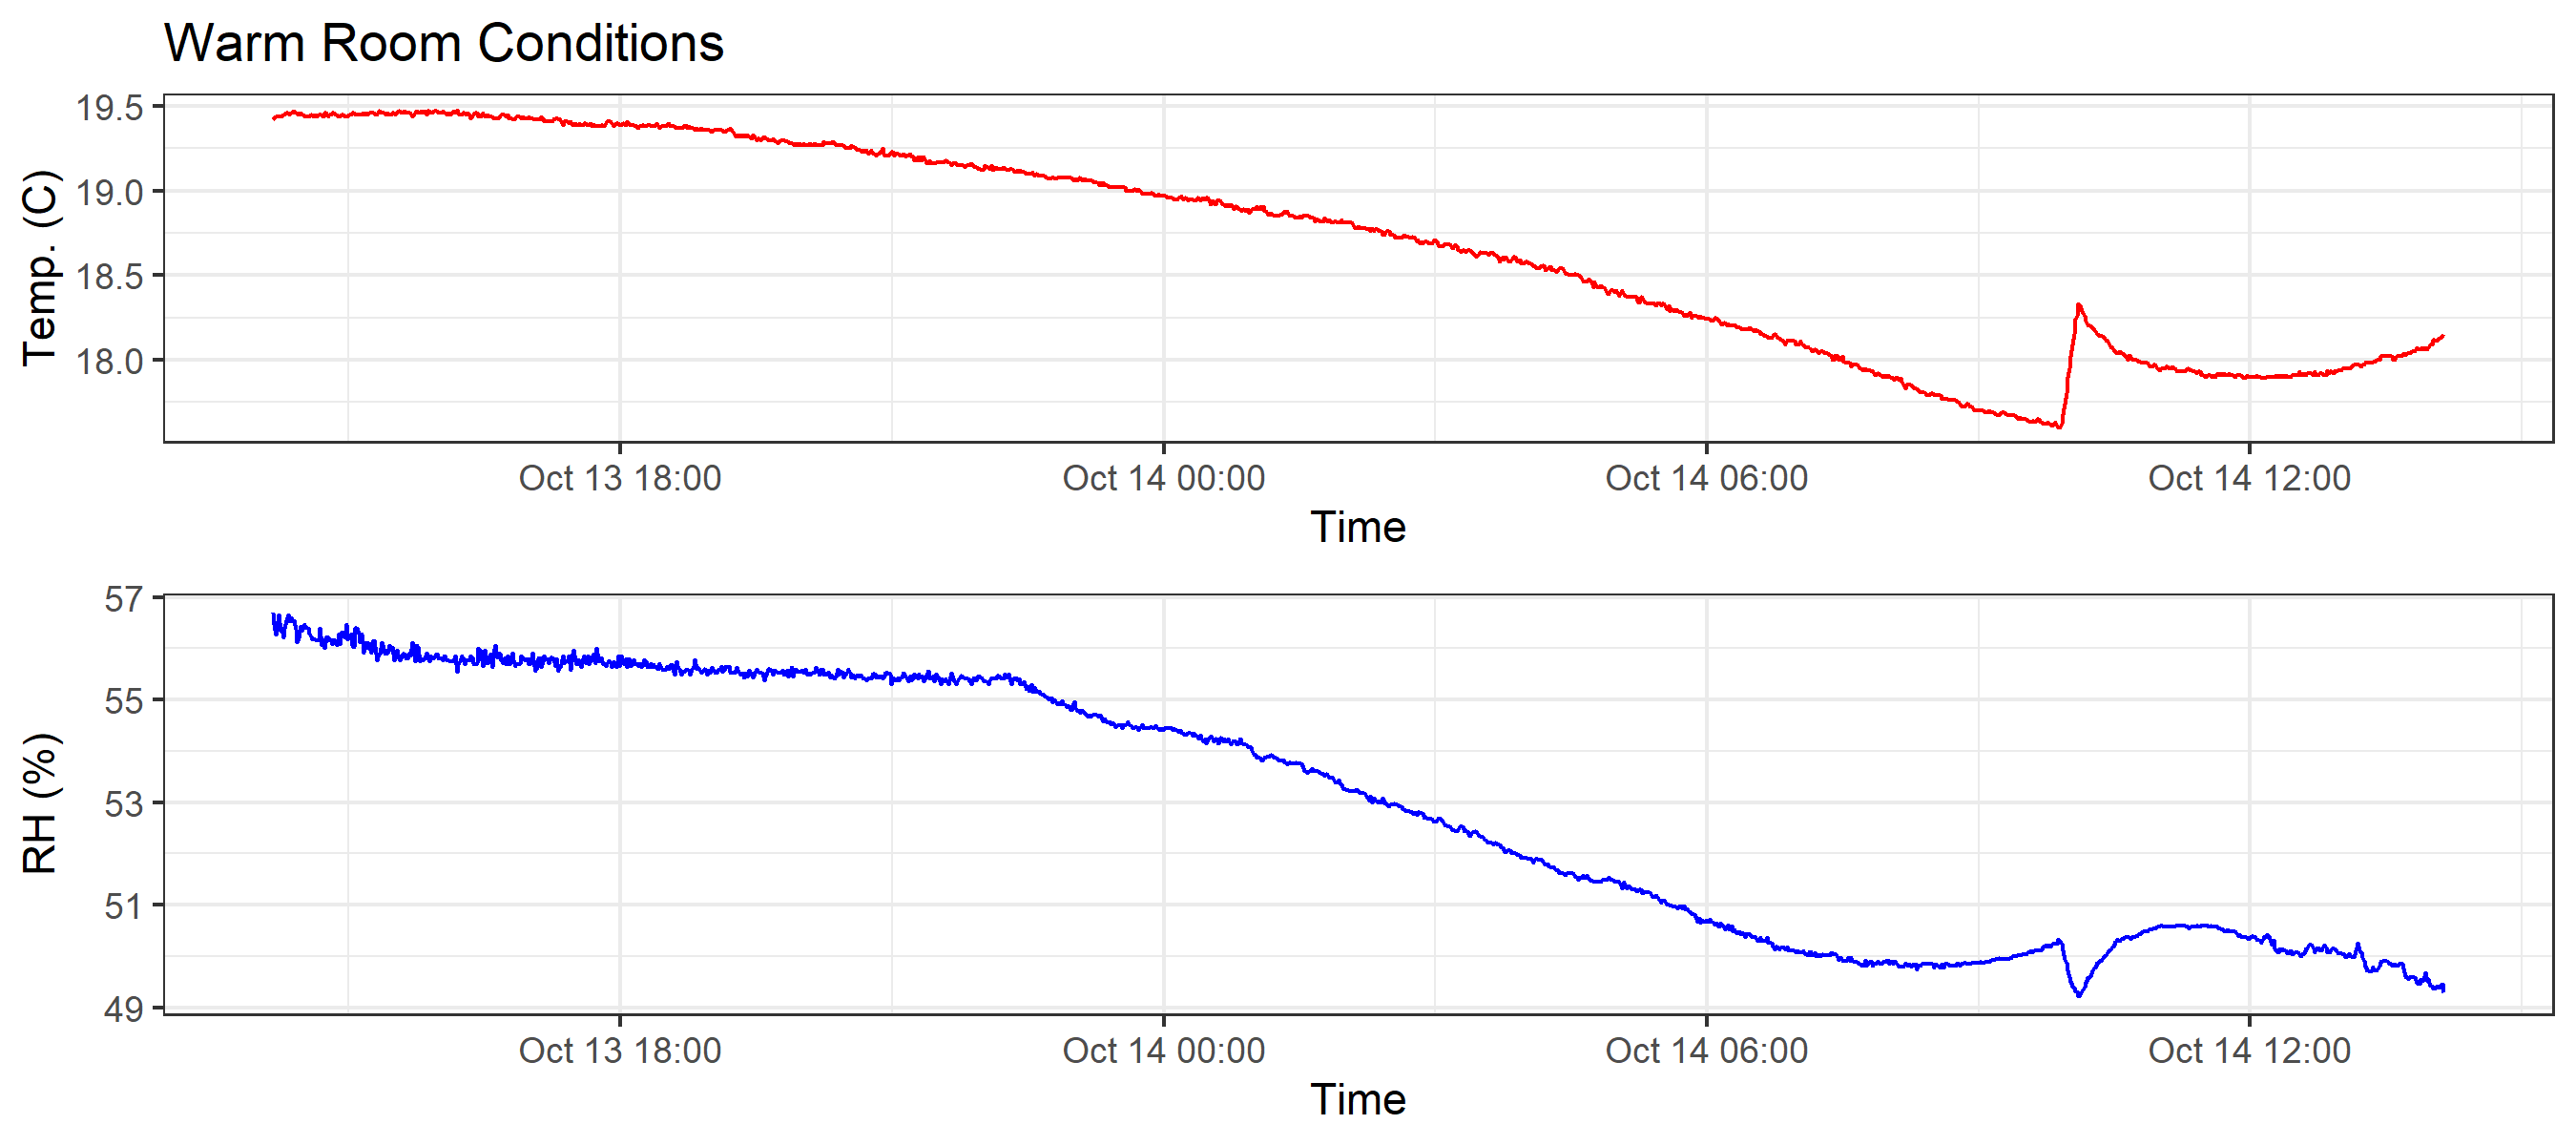 Warm Room Conditions
Temp. (C)
19.5
19.0
18.5
18.0
Oct 13 18:00 Oct 14 00:00 Oct 14 06:00 Oct 14 12:00
Time
RH (%)
57
55
53
51
49
Oct 13 18:00 Oct 14 00:00 Oct 14 06:00 Oct 14 12:00
Time